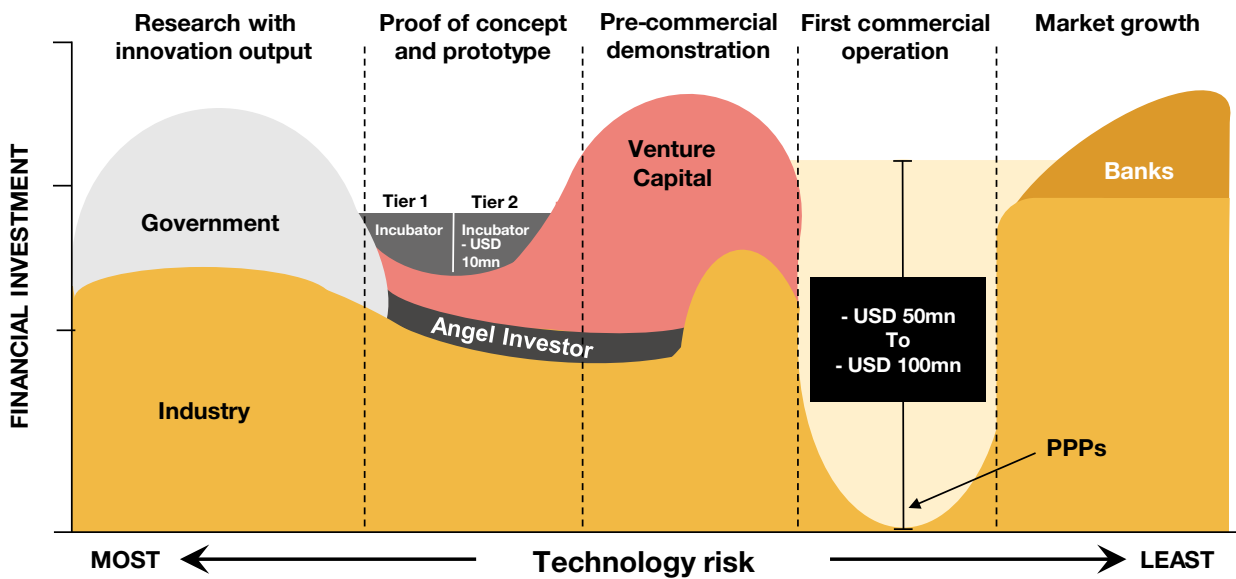 Research with
innovation output
Proof of concept
and prototype
Pre-commercial
demonstration
First commercial
operation
Market growth
FINANCIAL INVESTMENT
Government
Industry
Tier 1
Tier 2
Incubator
Incubator
- USD
10mn
Angel Investor
Venture
Capital
- USD 50mn
To
- USD 100mn
PPPs
Banks
MOST
Technology risk
LEAST